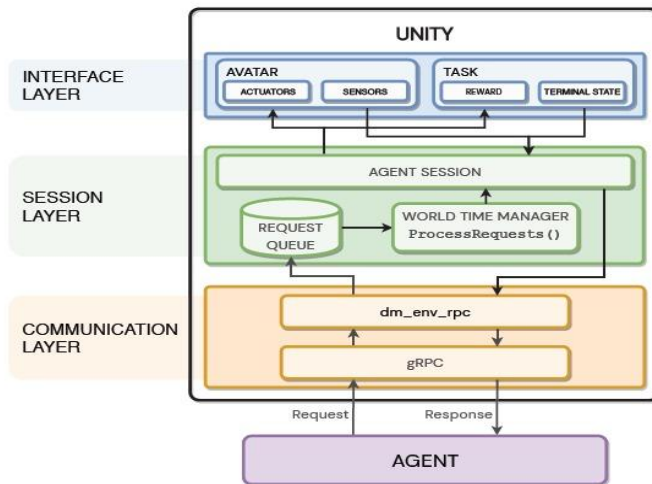 UNITY
INTERFACE
LAYER
AVATAR
ACTUATORS
SENSORS
TASK
REWARD
TERMINAL STATE
SESSION
LAYER
AGENT SESSION
REQUEST
QUEUE
WORLD TIME MANAGER
ProcessRequests()
COMMUNICATION
LAYER
dm_env_rpc
gRPC
Request
Response
AGENT